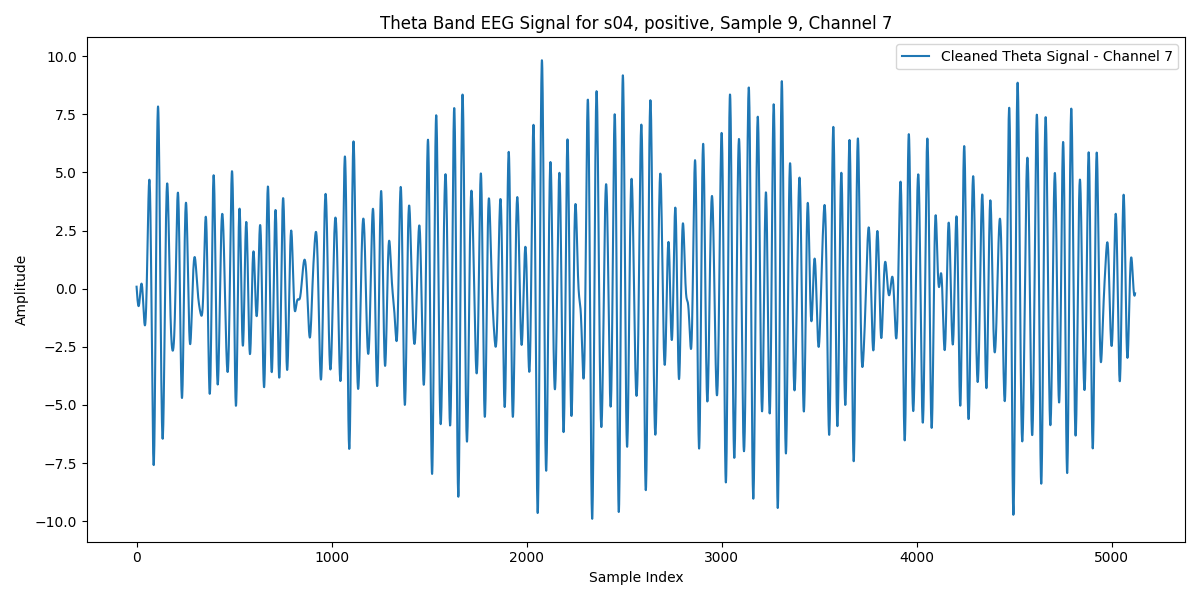 Theta Band EEG Signal for s04, positive, Sample 9, Channel 7
Cleaned Theta Signal - Channel 7
Amplitude
10.0
7.5
5.0
2.5
0.0
−2.5
−5.0
−7.5
−10.0
0 1000 2000 3000 4000 5000
Sample Index